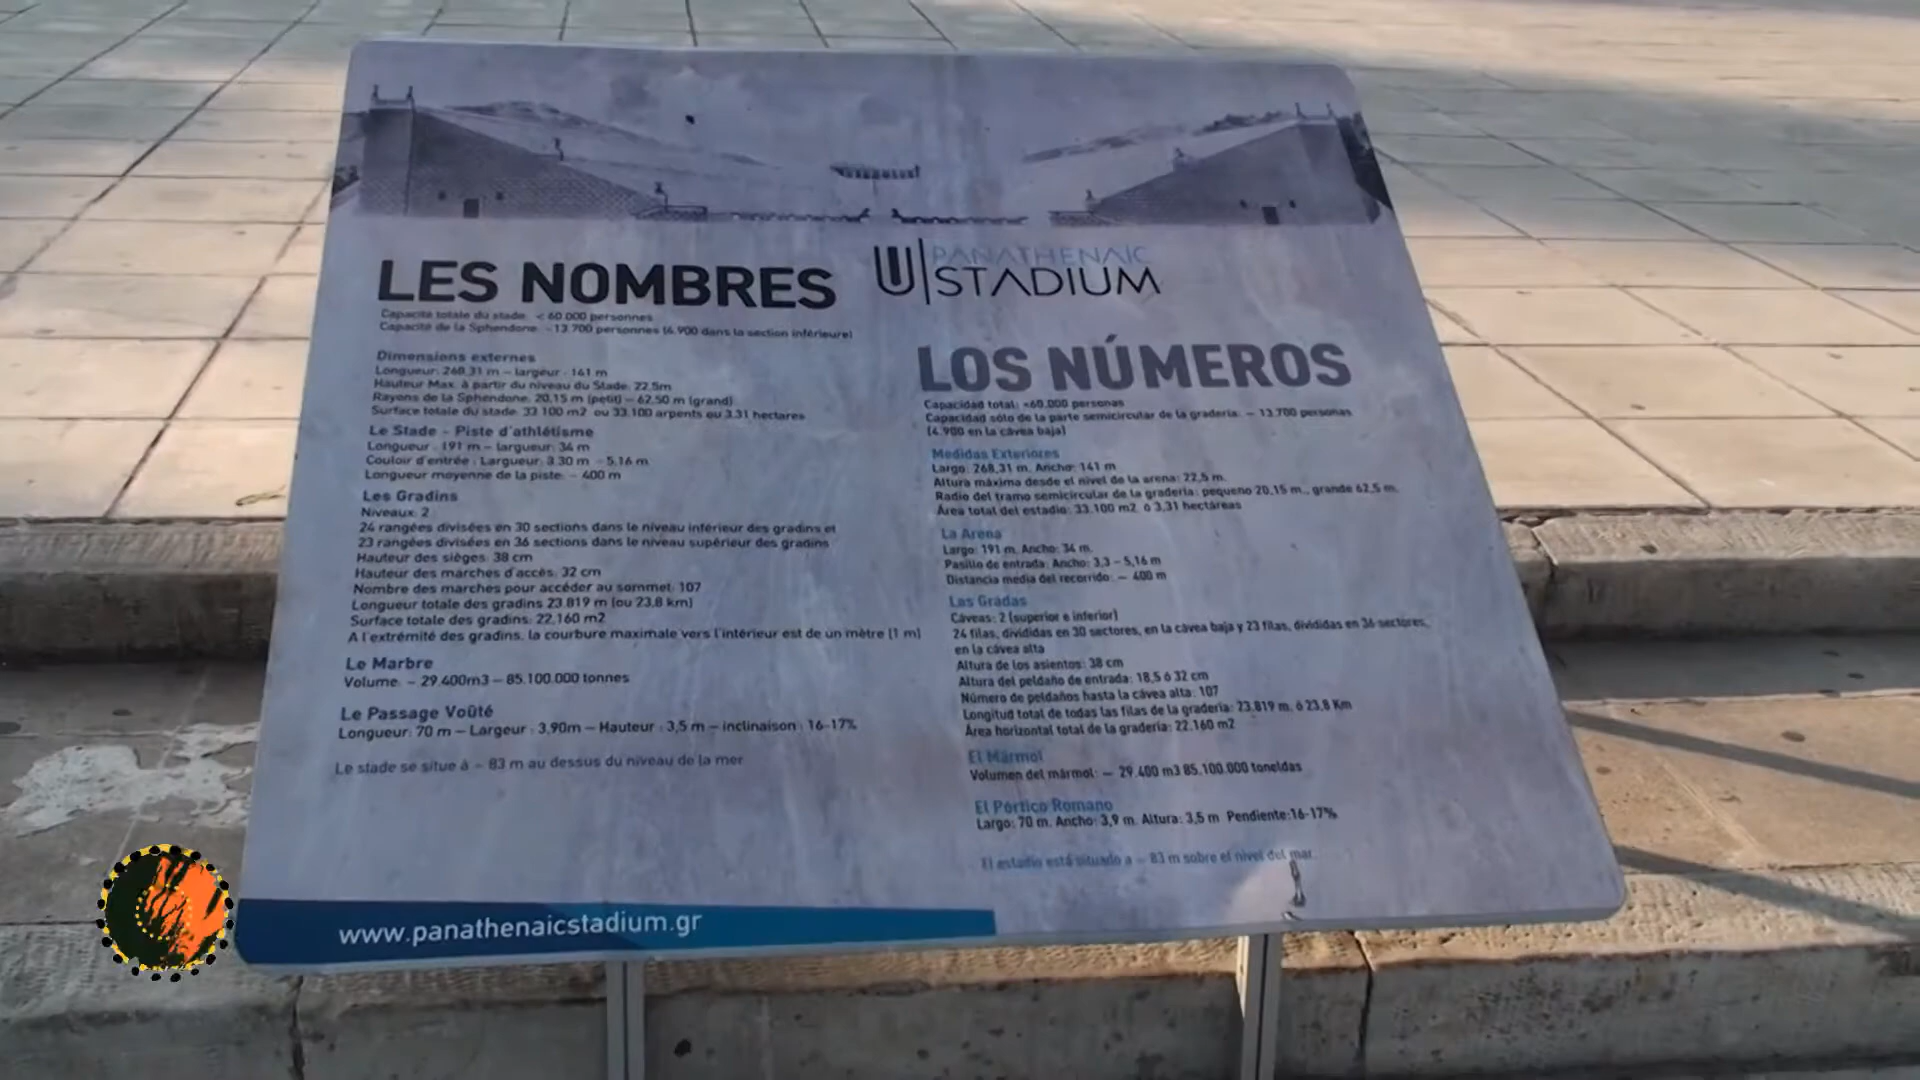 LES NOMBRES
Capacité totale du stade: < 60 000 personnes
Capacité de la Sphendone: ~13.700 personnes (6.900 dans la section inférieure)
Dimensions externes
Longueur: 268,31 m – largeur : 141 m
Hauteur Max. à partir du niveau du Stade: 22,5m
Rayons de la Sphendone: 20,15 m (petit) – 62,50 m (grand)
Surface totale du stade: 33 100 m2 ou 33.100 arpents ou 3.31 hectares
Le Stade - Piste d'athlétisme
Longueur : 191 m – largueur: 34 m
Couloir d'entrée : Largueur: 3.30 m - 5.16 m
Longueur moyenne de la piste: ~ 400 m
Les Gradins
Niveaux: 2
24 rangées divisées en 30 sections dans le niveau inférieur des gradins et
23 rangées divisées en 36 sections dans le niveau supérieur des gradins
Hauteur des sièges: 38 cm
Hauteur des marches d'accès: 32 cm
Nombre des marches pour accéder au sommet: 107
Longueur totale des gradins 23.819 m (ou 23,8 km)
Surface totale des gradins: 22,160 m2
A l'extrémité des gradins, la courbure maximale vers l'intérieur est de un mètre (1 m)
Le Marbre
Volume: ~ 29.400m3 – 85.100.000 tonnes
Le Passage Voûté
Longueur: 70 m – Largeur : 3,90m – Hauteur : 3,5 m – inclinaison : 16-17%
Le stade se situe à ~ 83 m au dessus du niveau de la mer
PANATHENAIC
STADIUM
LOS NÚMEROS
Capacidad total: <60.000 personas
Capacidad sólo de la parte semicircular de la gradería: ~ 13.700 personas
(6.900 en la cávea baja)
Medidas Exteriores
Largo: 268,31 m. Ancho: 141 m.
Altura máxima desde el nivel de la arena: 22,5 m.
Radio del tramo semicircular de la gradería: pequeno 20,15 m., grande 62,5 m.
Área total del estadio: 33.100 m2. ó 3,31 hectáreas
La Arena
Largo: 191 m. Ancho: 34 m.
Pasillo de entrada: Ancho: 3,3 – 5,16 m
Distancia media del recorrido: ~ 400 m
Las Gradas
Cáveas: 2 (superior e inferior)
24 filas, divididas en 30 sectores, en la cávea baja y 23 filas, divididas en 36 sectores,
en la cávea alta
Altura de los asientos: 38 cm
Altura del peldaño de entrada: 18,5 ó 32 cm
Número de peldaños hasta la cávea alta: 107
Longitud total de todas las filas de la gradería: 23.819 m. ó 23,8 Km
Área horizontal total de la gradería: 22.160 m2
El Mármol
Volumen del mármol: ~ 29.400 m3 85.100.000 toneldas
El Pórtico Romano
Largo: 70 m. Ancho: 3,9 m. Altura: 3,5 m Pendiente:16-17%
El estadio está situado a ~ 83 m sobre el nivel del mar.
www.panathenaicstadium.gr